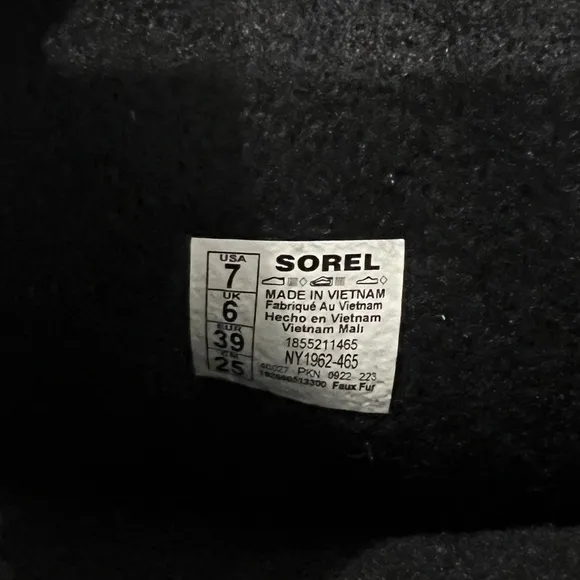 USA
7
UK
6
EUR
39
25
SOREL
MADE IN VIETNAM
Fabriqué Au Vietnam
Hecho en Vietnam
Vietnam Malı
1855211465
NY1962-465
PKN 0922 223
Faux Fur